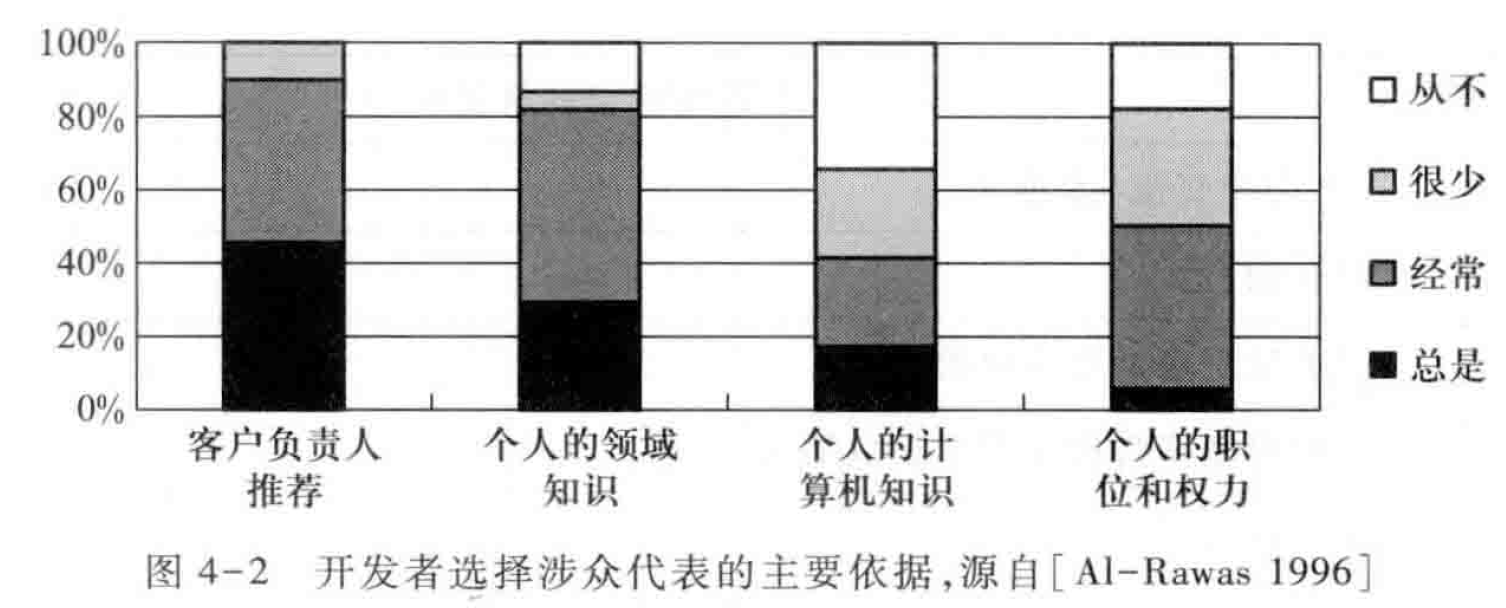 100%
80%
60%
40%
20%
0%
从不
很少
经常
总是
客户负责人
推荐
个人的领域
知识
个人的计
算机知识
个人的职
位和权力
图 4-2 开发者选择涉众代表的主要依据,源自[Al-Rawas 1996]